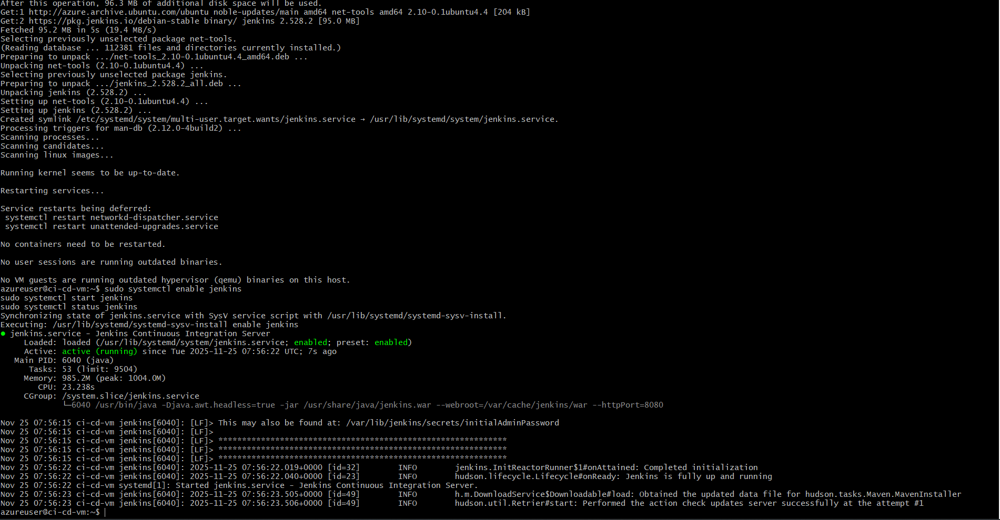 After this operation, 96.3 MB of additional disk space will be used.
Get:1 http://azure.archive.ubuntu.com/ubuntu noble-updates/main amd64 net-tools amd64 2.10-0.1ubuntu4.4 [204 kB]
Get:2 https://pkg.jenkins.io/debian-stable binary/ jenkins 2.528.2 [95.0 MB]
Fetched 95.2 MB in 5s (19.4 MB/s)
Selecting previously unselected package net-tools.
(Reading database ... 112381 files and directories currently installed.)
Preparing to unpack .../net-tools_2.10-0.1ubuntu4.4_amd64.deb ...
Unpacking net-tools (2.10-0.1ubuntu4.4) ...
Selecting previously unselected package jenkins.
Preparing to unpack .../jenkins_2.528.2_all.deb ...
Unpacking jenkins (2.528.2) ...
Setting up net-tools (2.10-0.1ubuntu4.4) ...
Setting up jenkins (2.528.2) ...
Created symlink /etc/systemd/system/multi-user.target.wants/jenkins.service → /usr/lib/systemd/system/jenkins.service.
Processing triggers for man-db (2.12.0-4build2) ...
Scanning processes...
Scanning candidates...
Scanning linux images...
Running kernel seems to be up-to-date.
Restarting services...
Service restarts being deferred:
 systemctl restart networkd-dispatcher.service
 systemctl restart unattended-upgrades.service
No containers need to be restarted.
No user sessions are running outdated binaries.
No VM guests are running outdated hypervisor (qemu) binaries on this host.
azureuser@ci-cd-vm:~$ sudo systemctl enable jenkins
sudo systemctl start jenkins
sudo systemctl status jenkins
Synchronizing state of jenkins.service with SysV service script with /usr/lib/systemd/systemd-sysv-install.
Executing: /usr/lib/systemd/systemd-sysv-install enable jenkins
● jenkins.service - Jenkins Continuous Integration Server
     Loaded: loaded (/usr/lib/systemd/system/jenkins.service; enabled; preset: enabled)
     Active: active (running) since Tue 2025-11-25 07:56:22 UTC; 7s ago
   Main PID: 6040 (java)
      Tasks: 53 (limit: 9504)
     Memory: 985.2M (peak: 1004.0M)
        CPU: 23.238s
     CGroup: /system.slice/jenkins.service
             └─6040 /usr/bin/java -Djava.awt.headless=true -jar /usr/share/java/jenkins.war --webroot=/var/cache/jenkins/war --httpPort=8080
Nov 25 07:56:15 ci-cd-vm jenkins[6040]: [LF]> This may also be found at: /var/lib/jenkins/secrets/initialAdminPassword
Nov 25 07:56:15 ci-cd-vm jenkins[6040]: [LF]>
Nov 25 07:56:15 ci-cd-vm jenkins[6040]: [LF]> *************************************************************
Nov 25 07:56:15 ci-cd-vm jenkins[6040]: [LF]> *************************************************************
Nov 25 07:56:15 ci-cd-vm jenkins[6040]: [LF]> *************************************************************
Nov 25 07:56:22 ci-cd-vm jenkins[6040]: 2025-11-25 07:56:22.019+0000 [id=32]        INFO        jenkins.InitReactorRunner$1#onAttained: Completed initialization
Nov 25 07:56:22 ci-cd-vm jenkins[6040]: 2025-11-25 07:56:22.040+0000 [id=23]        INFO        hudson.lifecycle.Lifecycle#onReady: Jenkins is fully up and running
Nov 25 07:56:22 ci-cd-vm systemd[1]: Started jenkins.service - Jenkins Continuous Integration Server.
Nov 25 07:56:23 ci-cd-vm jenkins[6040]: 2025-11-25 07:56:23.505+0000 [id=49]        INFO        h.m.DownloadService$Downloadable#load: Obtained the updated data file for hudson.tasks.Maven.MavenInstaller
Nov 25 07:56:23 ci-cd-vm jenkins[6040]: 2025-11-25 07:56:23.506+0000 [id=49]        INFO        hudson.util.Retrier#start: Performed the action check updates server successfully at the attempt #1
azureuser@ci-cd-vm:~$